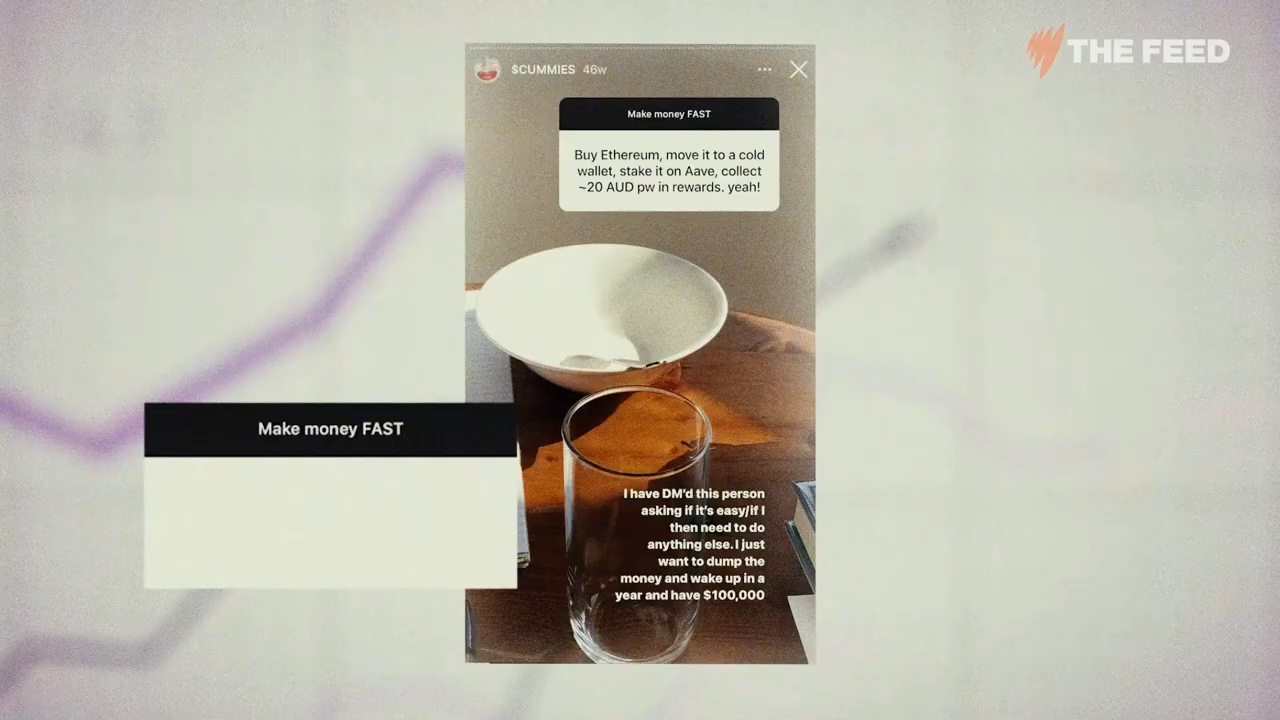 THE FEED
$CUMMIES 46w
Make money FAST
Buy Ethereum, move it to a cold
wallet, stake it on Aave, collect
~20 AUD pw in rewards. yeah!
Make money FAST
I have DM'd this person
asking if it's easy/if I
then need to do
anything else. I just
want to dump the
money and wake up in a
year and have $100,000